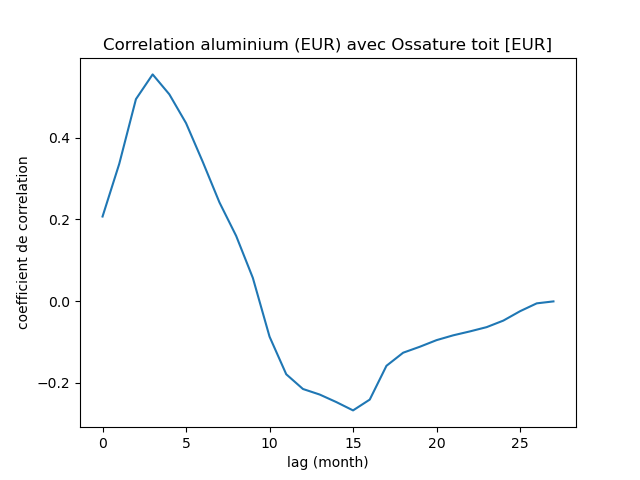 Correlation aluminium (EUR) avec Ossature toit [EUR]
coefficient de correlation
0.4
0.2
0.0
−0.2
0 5 10 15 20 25
lag (month)